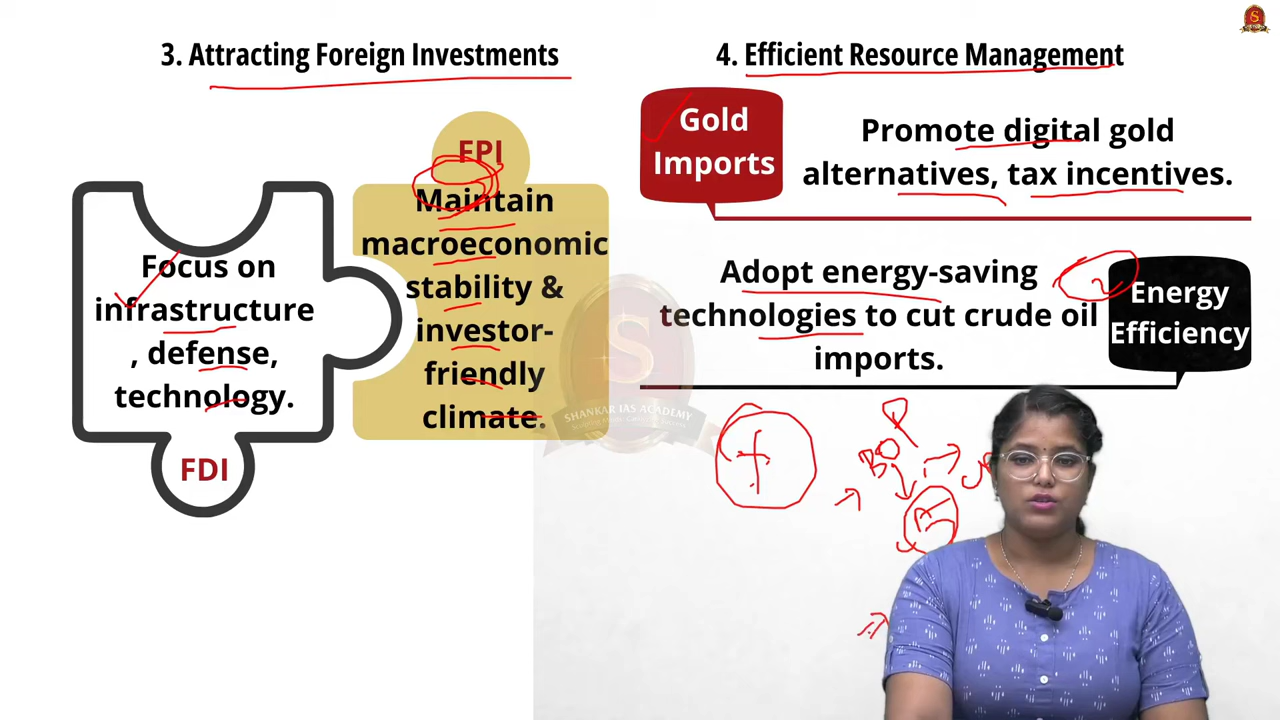 3. Attracting Foreign Investments
FPI
Maintain
macroeconomic
stability &
investor-
friendly
climate.
Focus on
infrastructure
, defense,
technology.
FDI
4. Efficient Resource Management
Gold
Imports
Promote digital gold
alternatives, tax incentives.
Adopt energy-saving
technologies to cut crude oil
imports.
Energy
Efficiency
SHANKAR IAS ACADEMY
BOP